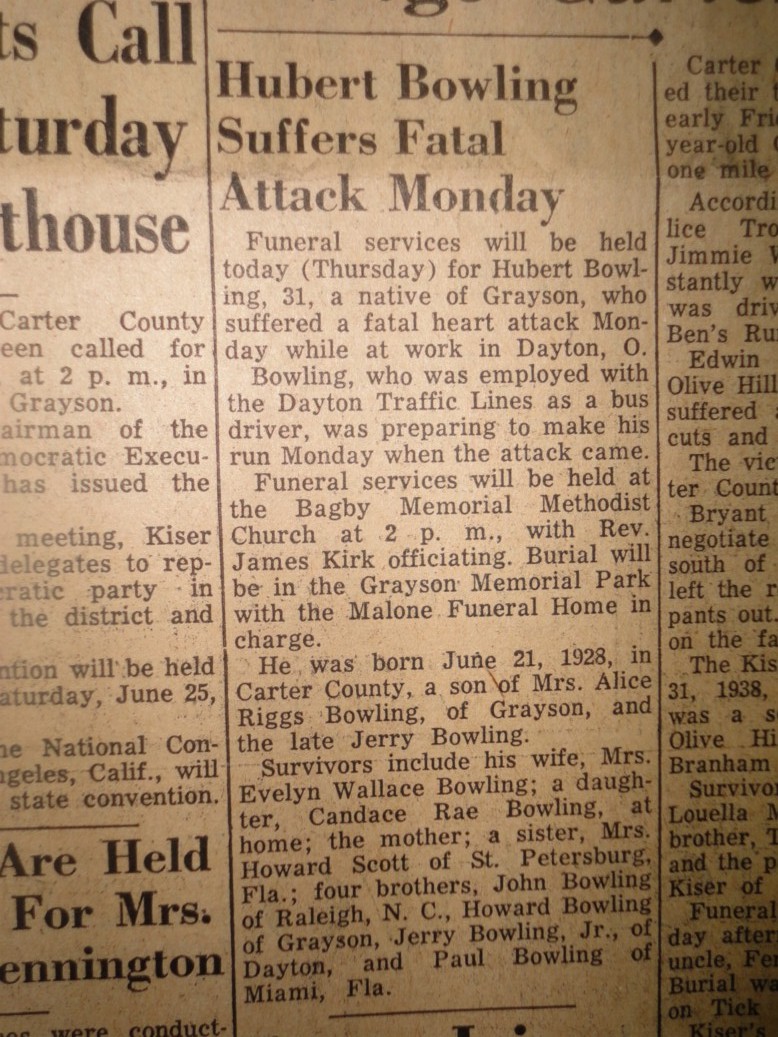 ts Call
turday
thouse
Carter County
een called for
at 2 p. m., in
Grayson.
airman of the
mocratic Execu-
has issued the
meeting, Kiser
delegates to rep-
cratic party in
the district and
ntion will be held
aturday, June 25,
he National Con-
ngeles, Calif., will
state convention.
Are Held
For Mrs.
ennington
were conduct-
Hubert Bowling
Suffers Fatal
Attack Monday
Funeral services will be held
today (Thursday) for Hubert Bowl-
ing, 31, a native of Grayson, who
suffered a fatal heart attack Mon-
day while at work in Dayton, O.
Bowling, who was employed with
the Dayton Traffic Lines as a bus
driver, was preparing to make his
run Monday when the attack came.
Funeral services will be held at
the Bagby Memorial Methodist
Church at 2 p. m., with Rev.
James Kirk officiating. Burial will
be in the Grayson Memorial Park
with the Malone Funeral Home in
charge.
He was born June 21, 1928, in
Carter County, a son of Mrs. Alice
Riggs Bowling, of Grayson, and
the late Jerry Bowling.
Survivors include his wife, Mrs.
Evelyn Wallace Bowling; a daugh-
ter, Candace Rae Bowling, at
home; the mother; a sister, Mrs.
Howard Scott of St. Petersburg,
Fla.; four brothers, John Bowling
of Raleigh, N. C., Howard Bowling
of Grayson, Jerry Bowling, Jr., of
Dayton, and Paul Bowling of
Miami, Fla.
Carter
ed their
early Fri
year-old
one mile
Accordi
lice Tro
Jimmie
stantly w
was driv
Ben's Ru
Edwin
Olive Hill
suffered
cuts and
The vic
ter Count
Bryant
negotiate
south of
left the r
pants out.
on the fa
The Kis
31, 1938,
was a s
Olive Hi
Branham
Survivo
Louella M
brother, T
and the p
Kiser of
Funeral
day after
uncle, Fe
Burial wa
on Tick
Kiser's